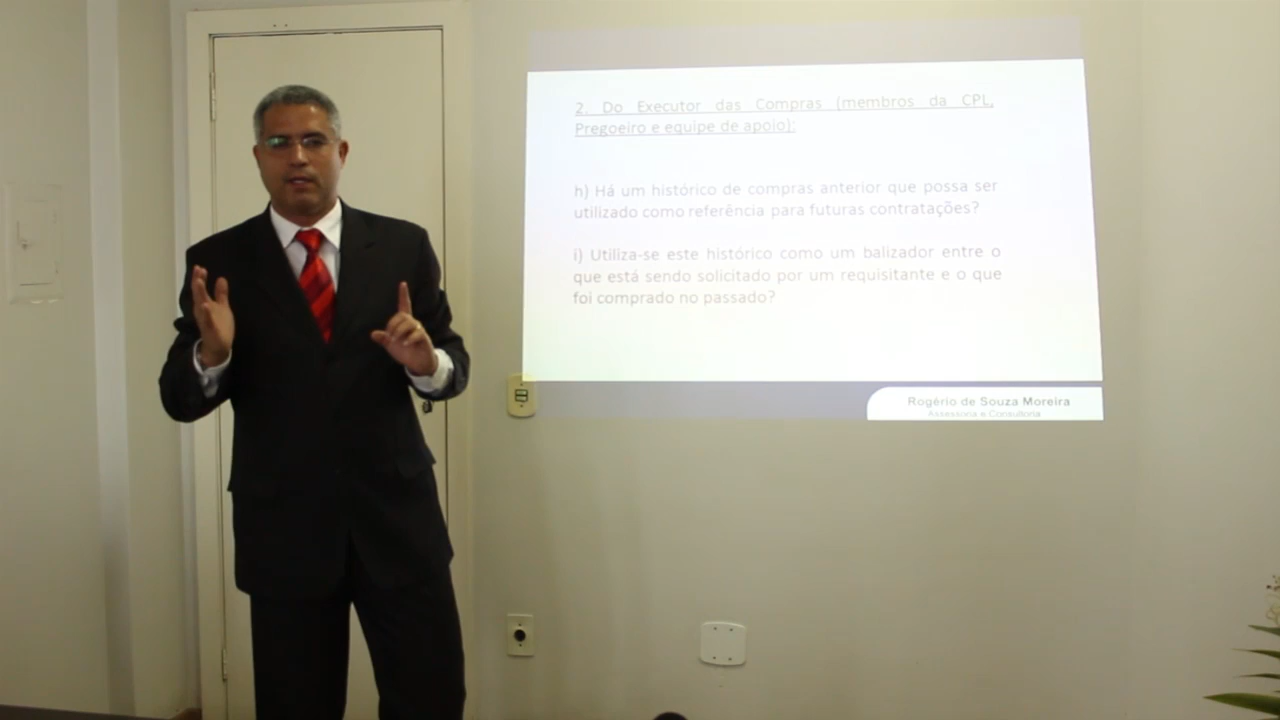 2. Do Executor das Compras (membros da CPL,
Pregoeiro e equipe de apoio):
h) Há um histórico de compras anterior que possa ser
utilizado como referência para futuras contratações?
i) Utiliza-se este histórico como um balizador entre o
que está sendo solicitado por um requisitante e o que
foi comprado no passado?
Rogério de Souza Moreira
Assessoria e Consultoria